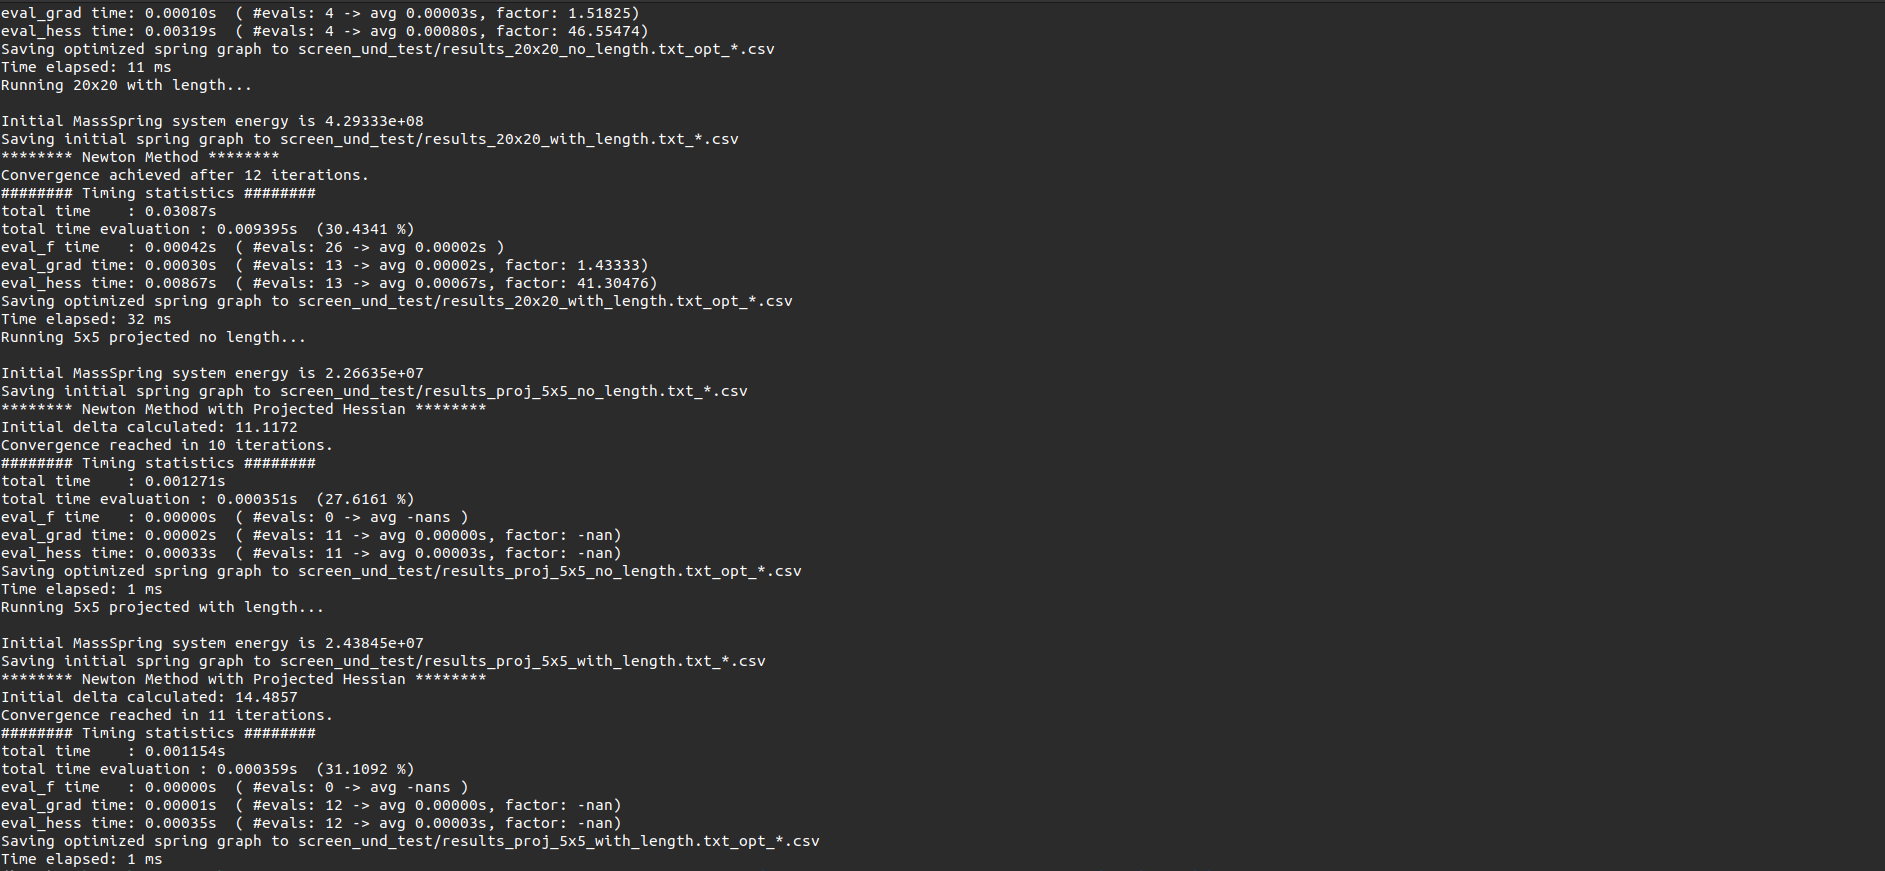 eval_grad time: 0.00010s  ( #evals: 4 -> avg 0.00003s, factor: 1.51825)
eval_hess time: 0.00319s  ( #evals: 4 -> avg 0.00080s, factor: 46.55474)
Saving optimized spring graph to screen_und_test/results_20x20_no_length.txt_opt_*.csv
Time elapsed: 11 ms
Running 20x20 with length...

Initial MassSpring system energy is 4.29333e+08
Saving initial spring graph to screen_und_test/results_20x20_with_length.txt_*.csv
******** Newton Method ********
Convergence achieved after 12 iterations.
######## Timing statistics ########
total time    : 0.03087s
total time evaluation : 0.009395s  (30.4341 %)
eval_f time   : 0.00042s  ( #evals: 26 -> avg 0.00002s )
eval_grad time: 0.00030s  ( #evals: 13 -> avg 0.00002s, factor: 1.43333)
eval_hess time: 0.00867s  ( #evals: 13 -> avg 0.00067s, factor: 41.30476)
Saving optimized spring graph to screen_und_test/results_20x20_with_length.txt_opt_*.csv
Time elapsed: 32 ms
Running 5x5 projected no length...

Initial MassSpring system energy is 2.26635e+07
Saving initial spring graph to screen_und_test/results_proj_5x5_no_length.txt_*.csv
******** Newton Method with Projected Hessian ********
Initial delta calculated: 11.1172
Convergence reached in 10 iterations.
######## Timing statistics ########
total time    : 0.001271s
total time evaluation : 0.000351s  (27.6161 %)
eval_f time   : 0.00000s  ( #evals: 0 -> avg -nans )
eval_grad time: 0.00002s  ( #evals: 11 -> avg 0.00000s, factor: -nan)
eval_hess time: 0.00033s  ( #evals: 11 -> avg 0.00003s, factor: -nan)
Saving optimized spring graph to screen_und_test/results_proj_5x5_no_length.txt_opt_*.csv
Time elapsed: 1 ms
Running 5x5 projected with length...

Initial MassSpring system energy is 2.43845e+07
Saving initial spring graph to screen_und_test/results_proj_5x5_with_length.txt_*.csv
******** Newton Method with Projected Hessian ********
Initial delta calculated: 14.4857
Convergence reached in 11 iterations.
######## Timing statistics ########
total time    : 0.001154s
total time evaluation : 0.000359s  (31.1092 %)
eval_f time   : 0.00000s  ( #evals: 0 -> avg -nans )
eval_grad time: 0.00001s  ( #evals: 12 -> avg 0.00000s, factor: -nan)
eval_hess time: 0.00035s  ( #evals: 12 -> avg 0.00003s, factor: -nan)
Saving optimized spring graph to screen_und_test/results_proj_5x5_with_length.txt_opt_*.csv
Time elapsed: 1 ms